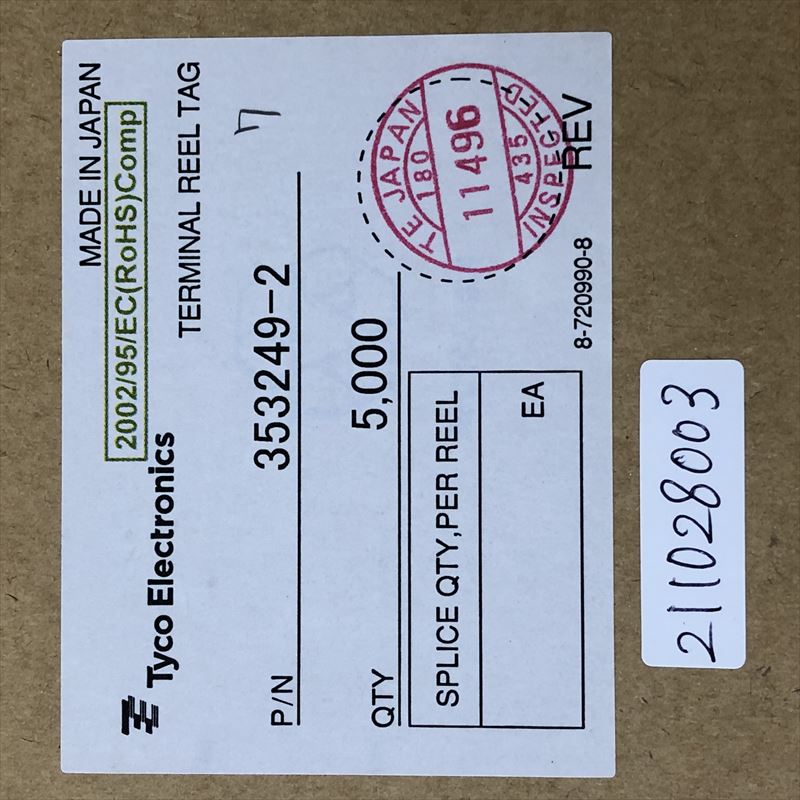 MADE IN JAPAN
2002/95/EC(RoHS)Comp
TE Tyco Electronics
TERMINAL REEL TAG
P/N 353249-2
QTY 5,000
TE JAPAN
180
11496
435
INSPECTED
REV
SPLICE QTY,PER REEL
EA
8-720990-8
211028003